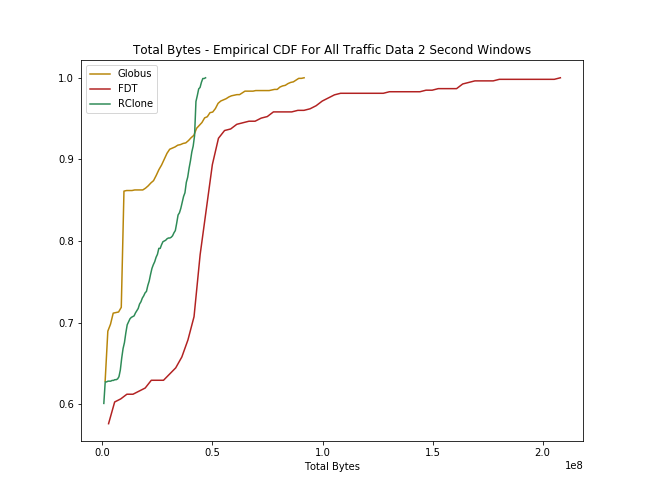 Total Bytes - Empirical CDF For All Traffic Data 2 Second Windows
Globus
FDT
RClone
1.0
0.9
0.8
0.7
0.6
0.0 0.5 1.0 1.5 2.0
1e8
Total Bytes